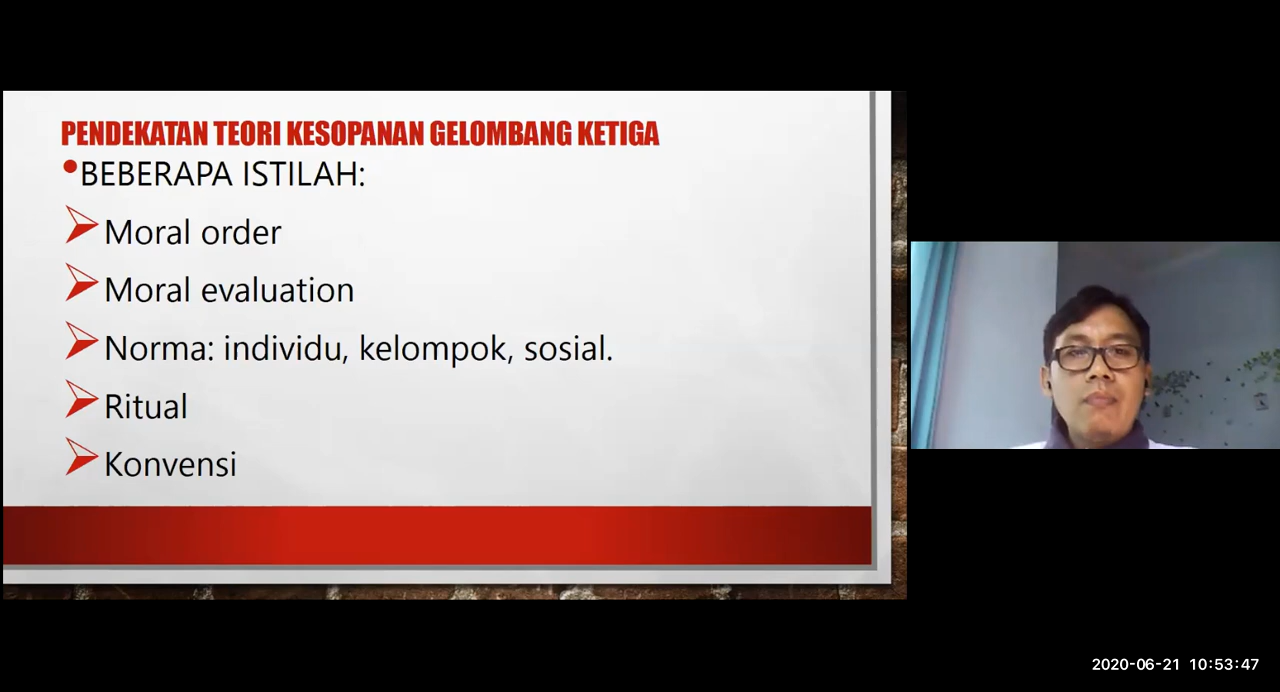 PENDEKATAN TEORI KESOPANAN GELOMBANG KETIGA
BEBERAPA ISTILAH:
Moral order
Moral evaluation
Norma: individu, kelompok, sosial.
Ritual
Konvensi
2020-06-21 10:53:47